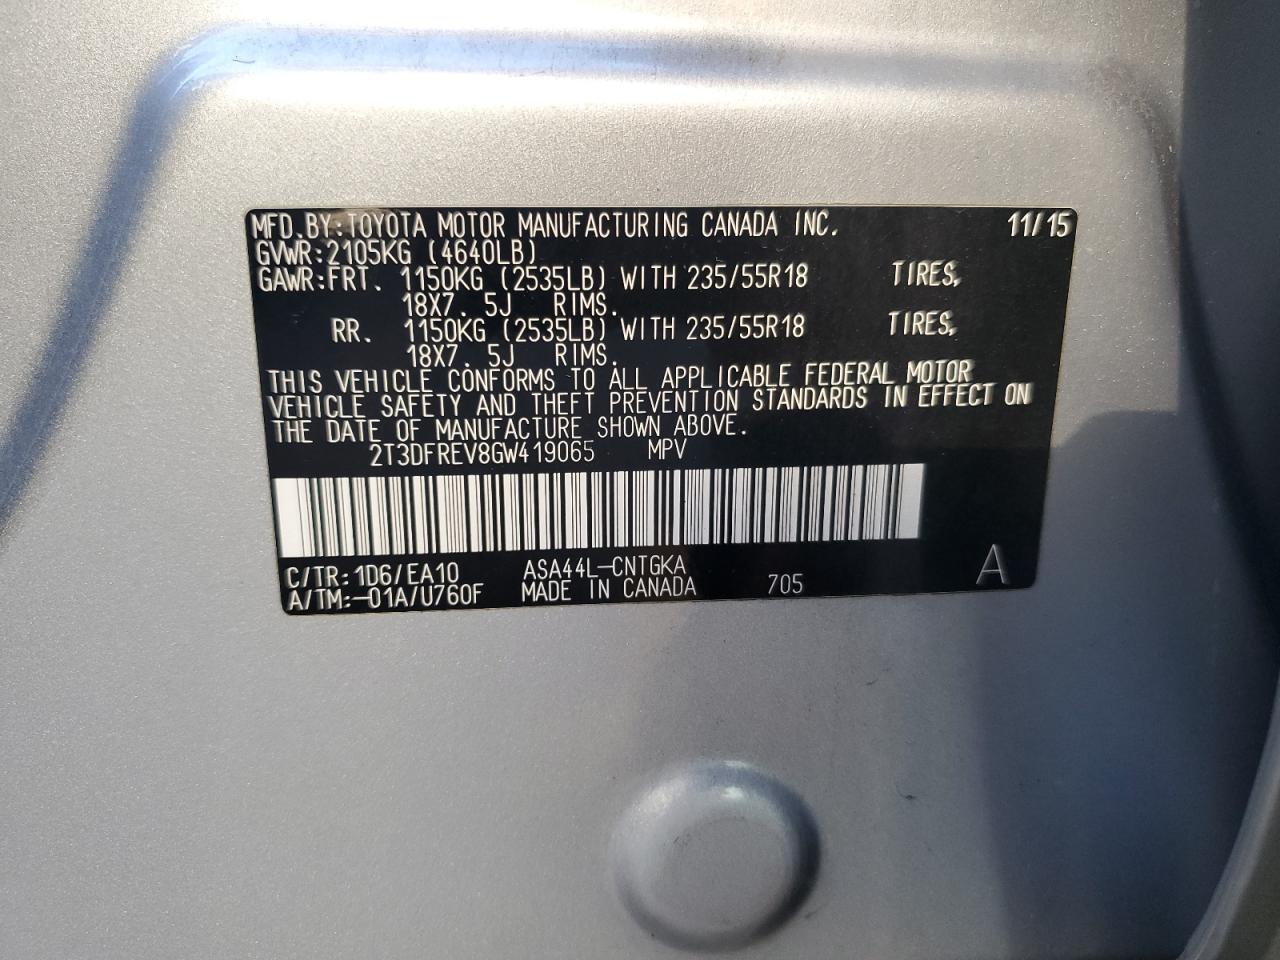 MFD.BY:TOYOTA MOTOR MANUFACTURING CANADA INC. 11/15
GVWR:2105KG (4640LB)
GAWR:FRT. 1150KG (2535LB) WITH 235/55R18 TIRES,
18X7.5J RIMS.
RR. 1150KG (2535LB) WITH 235/55R18 TIRES,
18X7.5J RIMS.
THIS VEHICLE CONFORMS TO ALL APPLICABLE FEDERAL MOTOR
VEHICLE SAFETY AND THEFT PREVENTION STANDARDS IN EFFECT ON
THE DATE OF MANUFACTURE SHOWN ABOVE.
2T3DFREV8GW419065 MPV
C/TR:1D6/EA10 ASA44L-CNTGKA
A/TM:-01A/U760F MADE IN CANADA 705 A